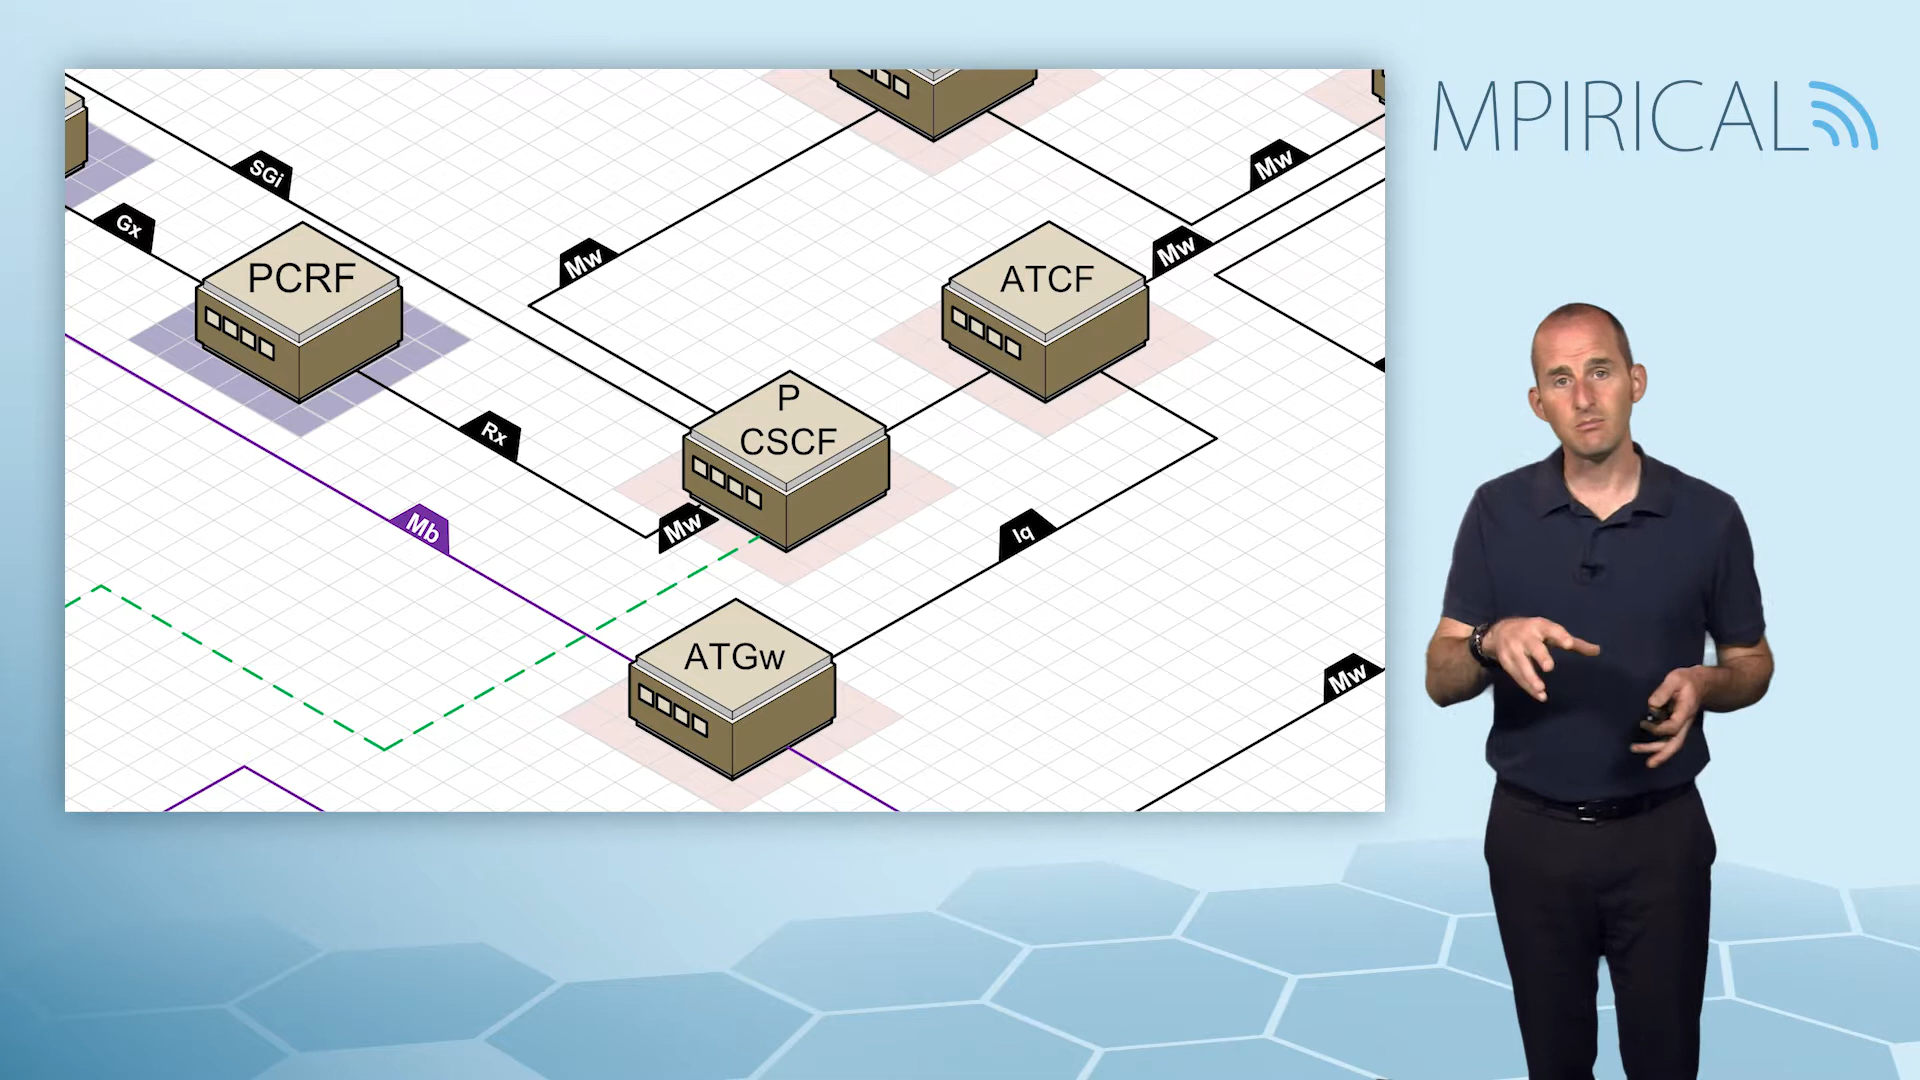 MPIRICAL
SGi
Gx
PCRF
Mw
Mw
Mw
ATCF
P
CSCF
Rx
Mb
Mw
Iq
ATGw
Mw